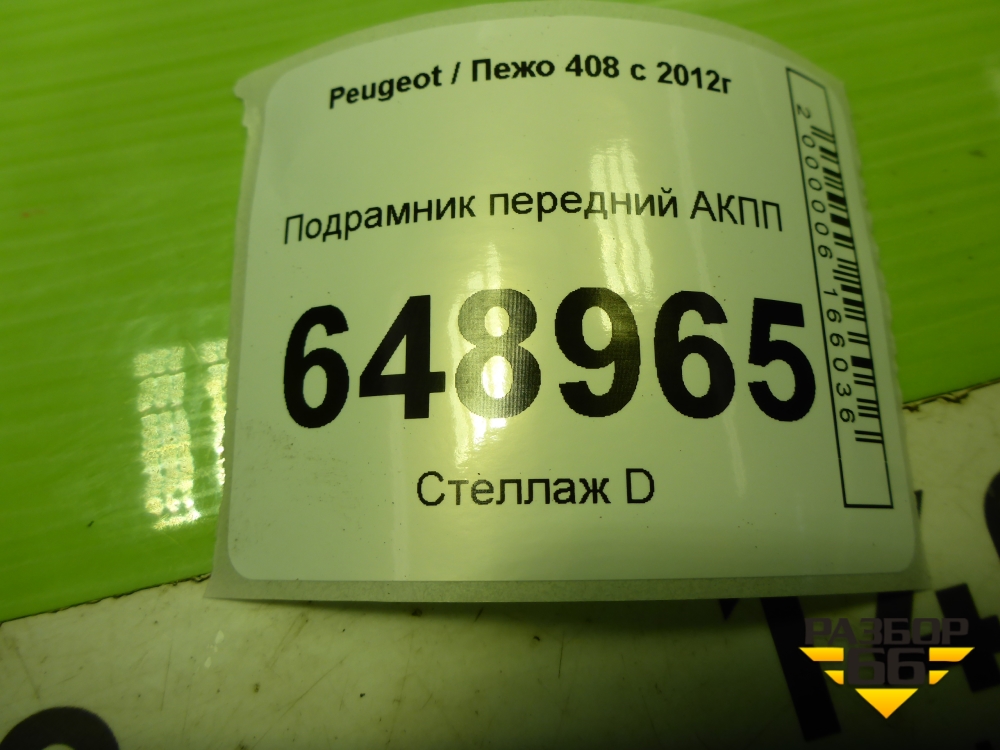 Peugeot / Пежо 408 с 2012г
Подрамник передний АКПП
648965
Стеллаж D
2000006166036
РАЗБОР
66